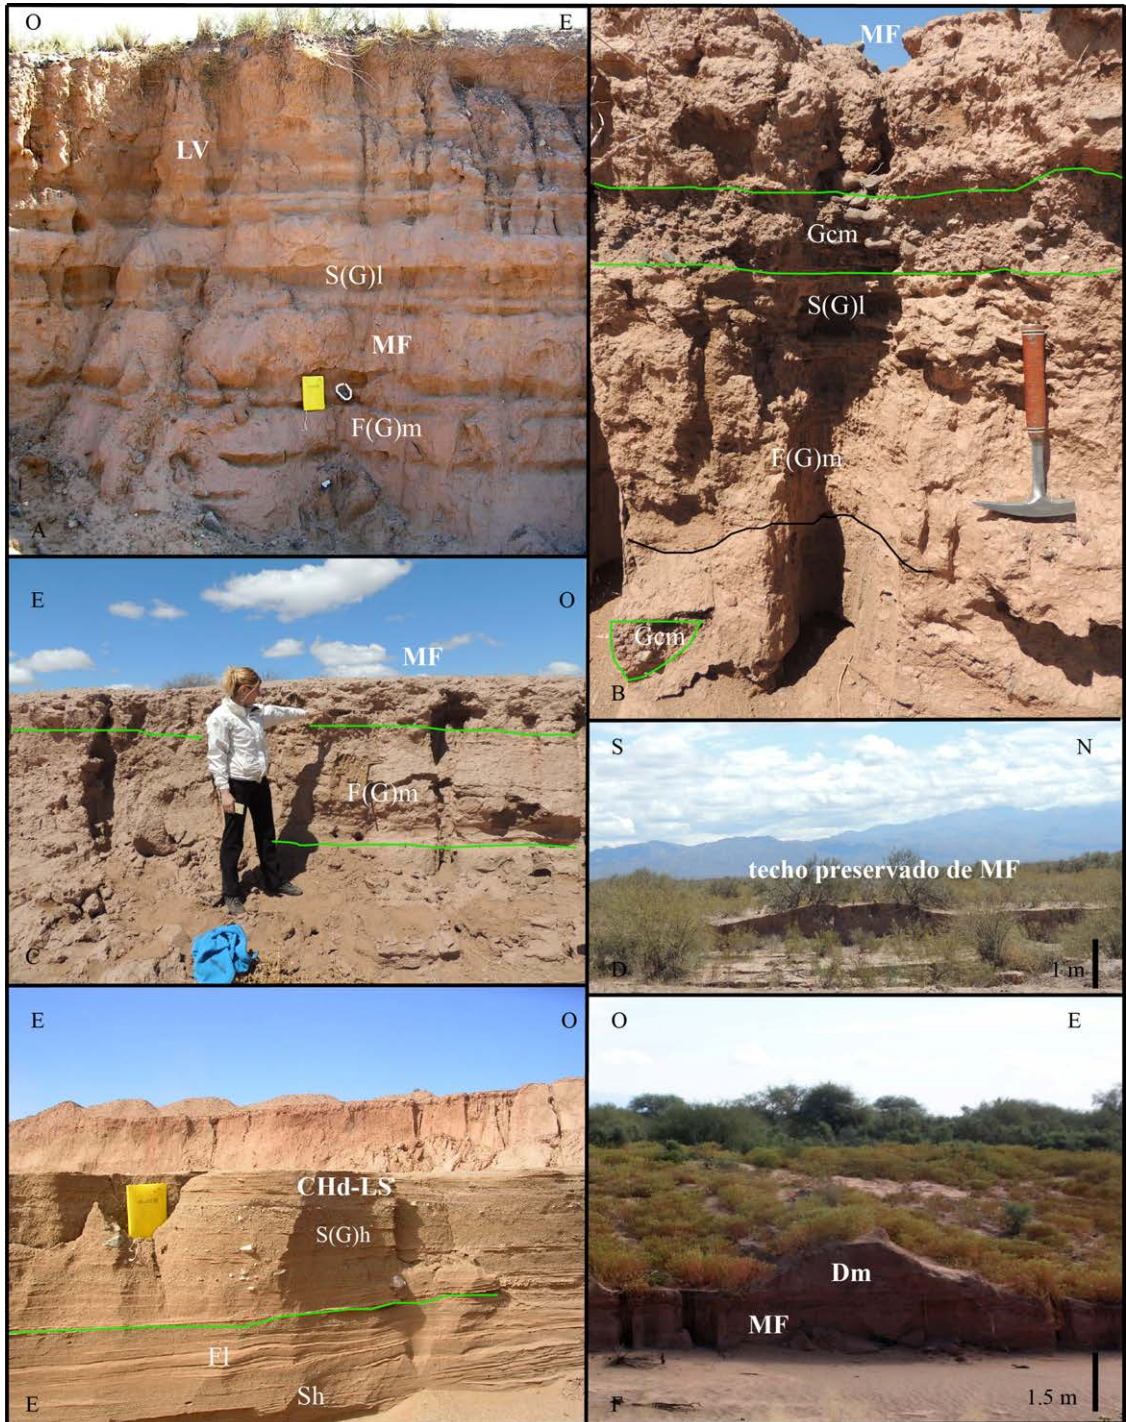 O
E
LV
S(G)l
MF
F(G)m
A
MF
Gcm
S(G)l
F(G)m
Gcm
B
E
O
MF
F(G)m
C
S
N
techo preservado de MF
1 m
D
E
O
CHd-LS
S(G)h
Fl
Sh
E
O
E
Dm
MF
1.5 m
F